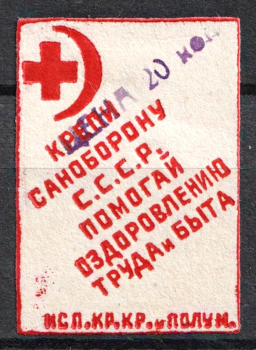 ЦЕНА 20 коп
КРЕПИ
САНОБОРОНУ
С.С.С.Р.
ПОМОГАЙ
ОЗДОРОВЛЕНИЮ
ТРУДА и БЫТА
ИСП.КР.КР.и ПОЛУМ.